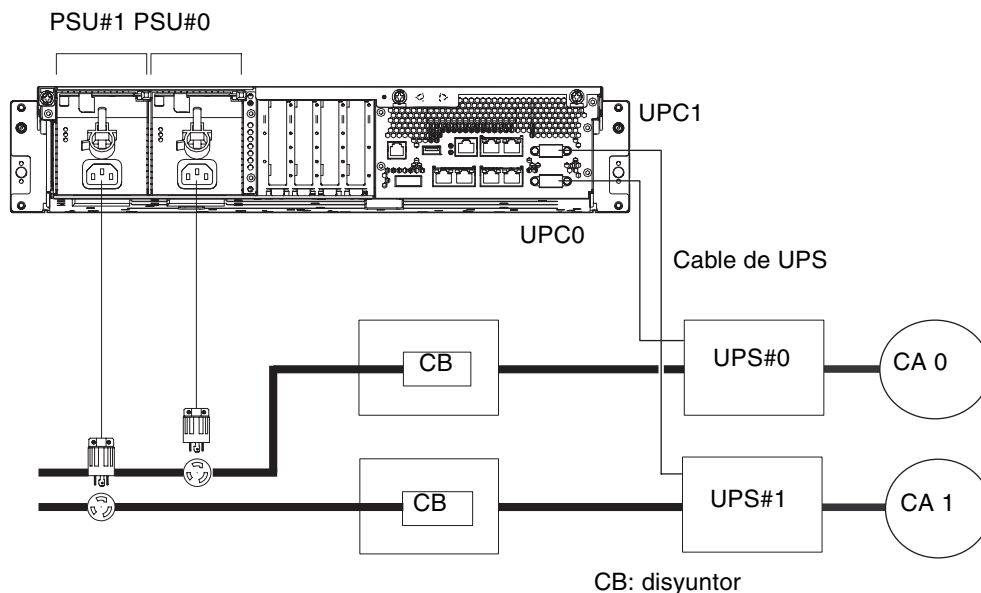 PSU#1 PSU#0
UPC1
UPC0
Cable de UPS
CB
UPS#0
CA 0
CB
UPS#1
CA 1
CB: disyuntor